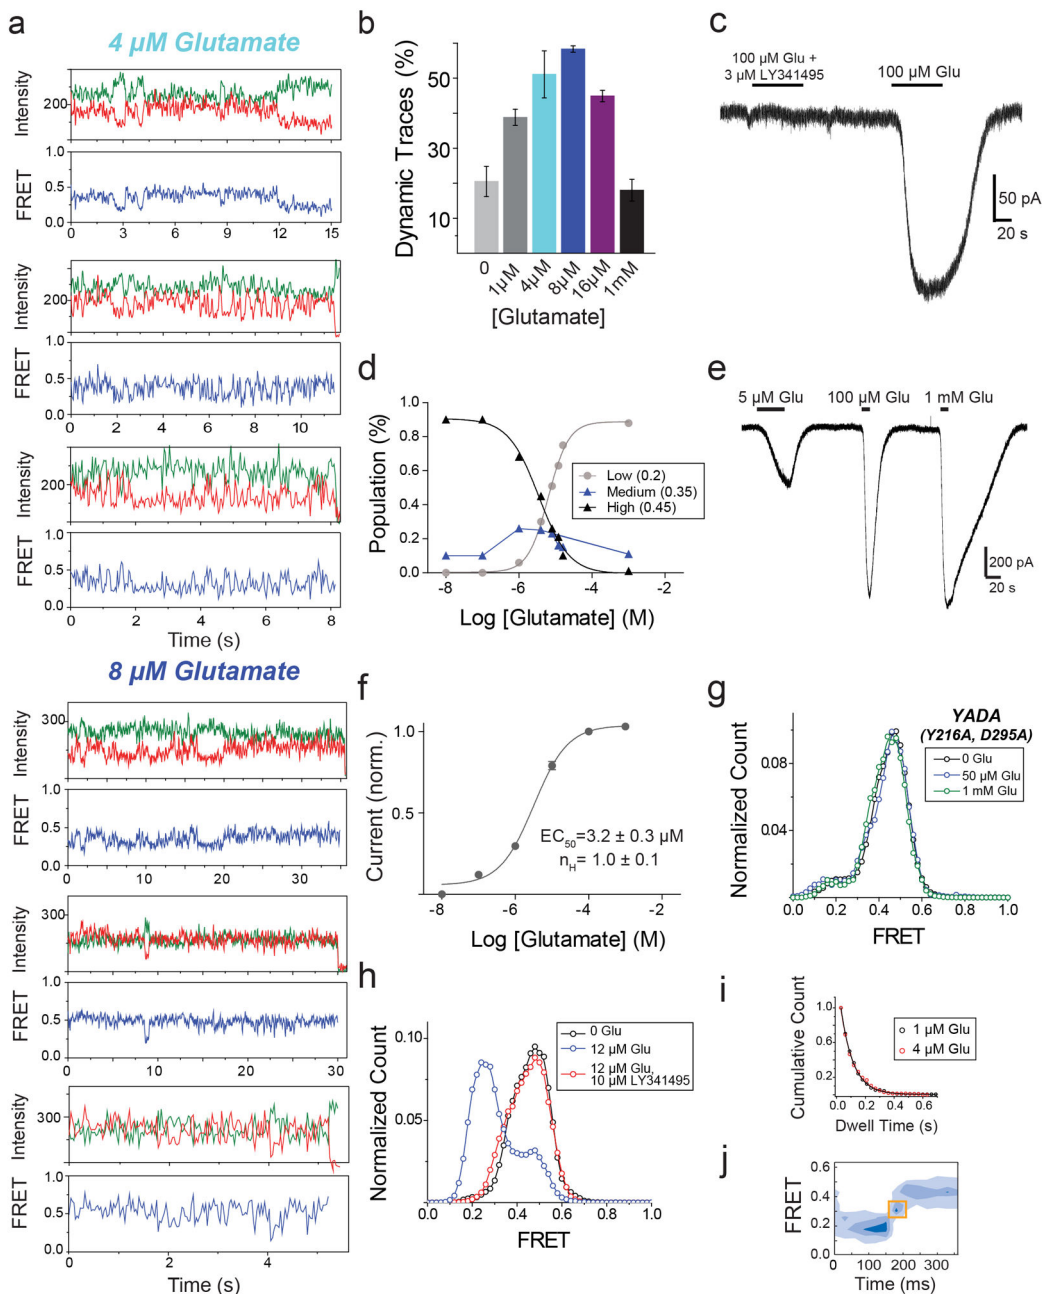 a
4 µM Glutamate
Intensity
200
FRET
1.0
0.5
0.0
0 3 6 9 12 15
Intensity
200
FRET
1.0
0.5
0.0
0 2 4 6 8 10
Intensity
200
FRET
1.0
0.5
0.0
0 2 4 6 8
Time (s)
8 µM Glutamate
Intensity
300
FRET
1.0
0.5
0.0
0 10 20 30
Intensity
300
FRET
1.0
0.5
0.0
0 10 20 30
Intensity
300
FRET
1.0
0.5
0.0
0 2 4
Time (s)
b
Dynamic Traces (%)
50
30
10
0 1µM 4µM 8µM 16µM 1mM
[Glutamate]
c
100 µM Glu +
3 µM LY341495
100 µM Glu
50 pA
20 s
d
Population (%)
1.0
0.8
0.6
0.4
0.2
0.0
-8 -6 -4 -2
Low (0.2)
Medium (0.35)
High (0.45)
Log [Glutamate] (M)
e
5 µM Glu 100 µM Glu 1 mM Glu
200 pA
20 s
f
Current (norm.)
1.0
0.5
EC50=3.2 ± 0.3 µM
nH= 1.0 ± 0.1
-8 -6 -4 -2
Log [Glutamate] (M)
g
YADA
(Y216A, D295A)
0 Glu
50 µM Glu
1 mM Glu
Normalized Count
0.08
0.04
0.0 0.2 0.4 0.6 0.8 1.0
FRET
h
Normalized Count
0.10
0.05
0.00
0 Glu
12 µM Glu
12 µM Glu,
10 µM LY341495
0.0 0.2 0.4 0.6 0.8 1.0
FRET
i
Cumulative Count
1.0
0.8
0.6
0.4
0.2
1 µM Glu
4 µM Glu
0.0 0.2 0.4 0.6
Dwell Time (s)
j
FRET
0.6
0.4
0.2
0.0
0 100 200 300
Time (ms)